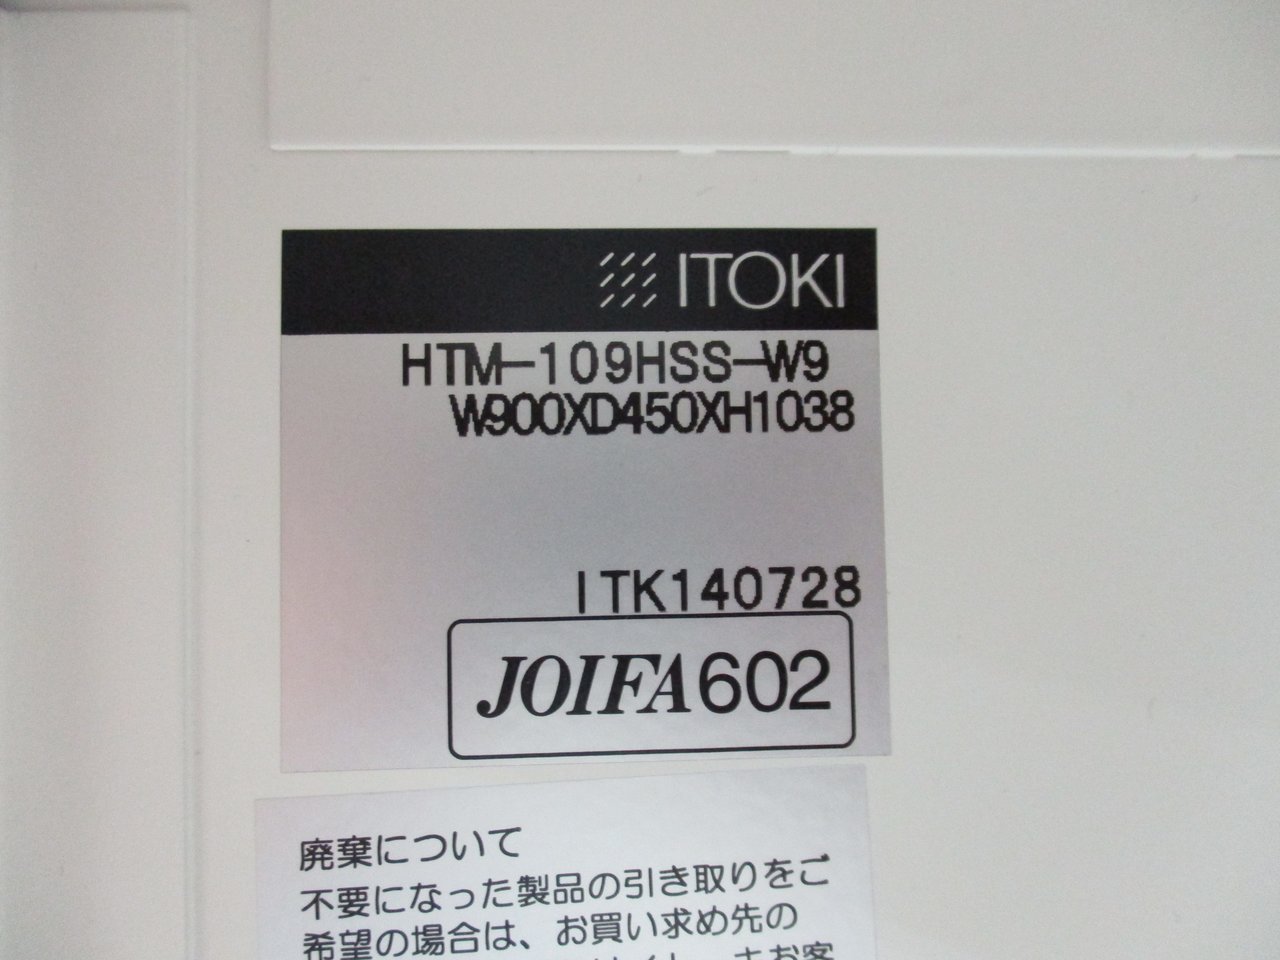 ITOKI
HTM-109HSS-W9
W900XD450XH1038
ITK140728
JOIFA602
廃棄について
不要になった製品の引き取りをご
希望の場合は、お買い求め先の